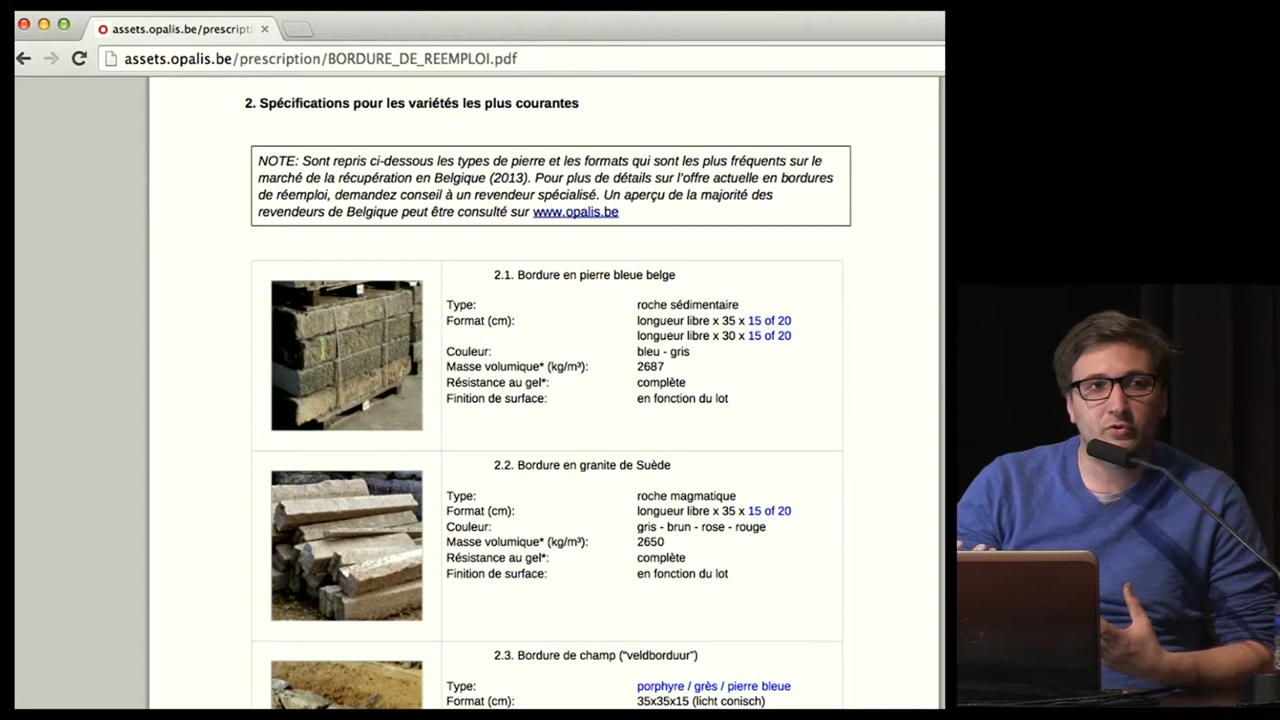 assets.opalis.be/prescripti
assets.opalis.be/prescription/BORDURE_DE_REEMPLOI.pdf
2. Spécifications pour les variétés les plus courantes
NOTE: Sont repris ci-dessous les types de pierre et les formats qui sont les plus fréquents sur le
marché de la récupération en Belgique (2013). Pour plus de détails sur l'offre actuelle en bordures
de réemploi, demandez conseil à un revendeur spécialisé. Un aperçu de la majorité des
revendeurs de Belgique peut être consulté sur www.opalis.be
2.1. Bordure en pierre bleue belge
Type: roche sédimentaire
Format (cm): longueur libre x 35 x 15 of 20
longueur libre x 30 x 15 of 20
Couleur: bleu - gris
Masse volumique* (kg/m³): 2687
Résistance au gel*: complète
Finition de surface: en fonction du lot
2.2. Bordure en granite de Suède
Type: roche magmatique
Format (cm): longueur libre x 35 x 15 of 20
Couleur: gris - brun - rose - rouge
Masse volumique* (kg/m³): 2650
Résistance au gel*: complète
Finition de surface: en fonction du lot
2.3. Bordure de champ ("veldborduur")
Type: porphyre / grès / pierre bleue
Format (cm): 35x35x15 (licht conisch)